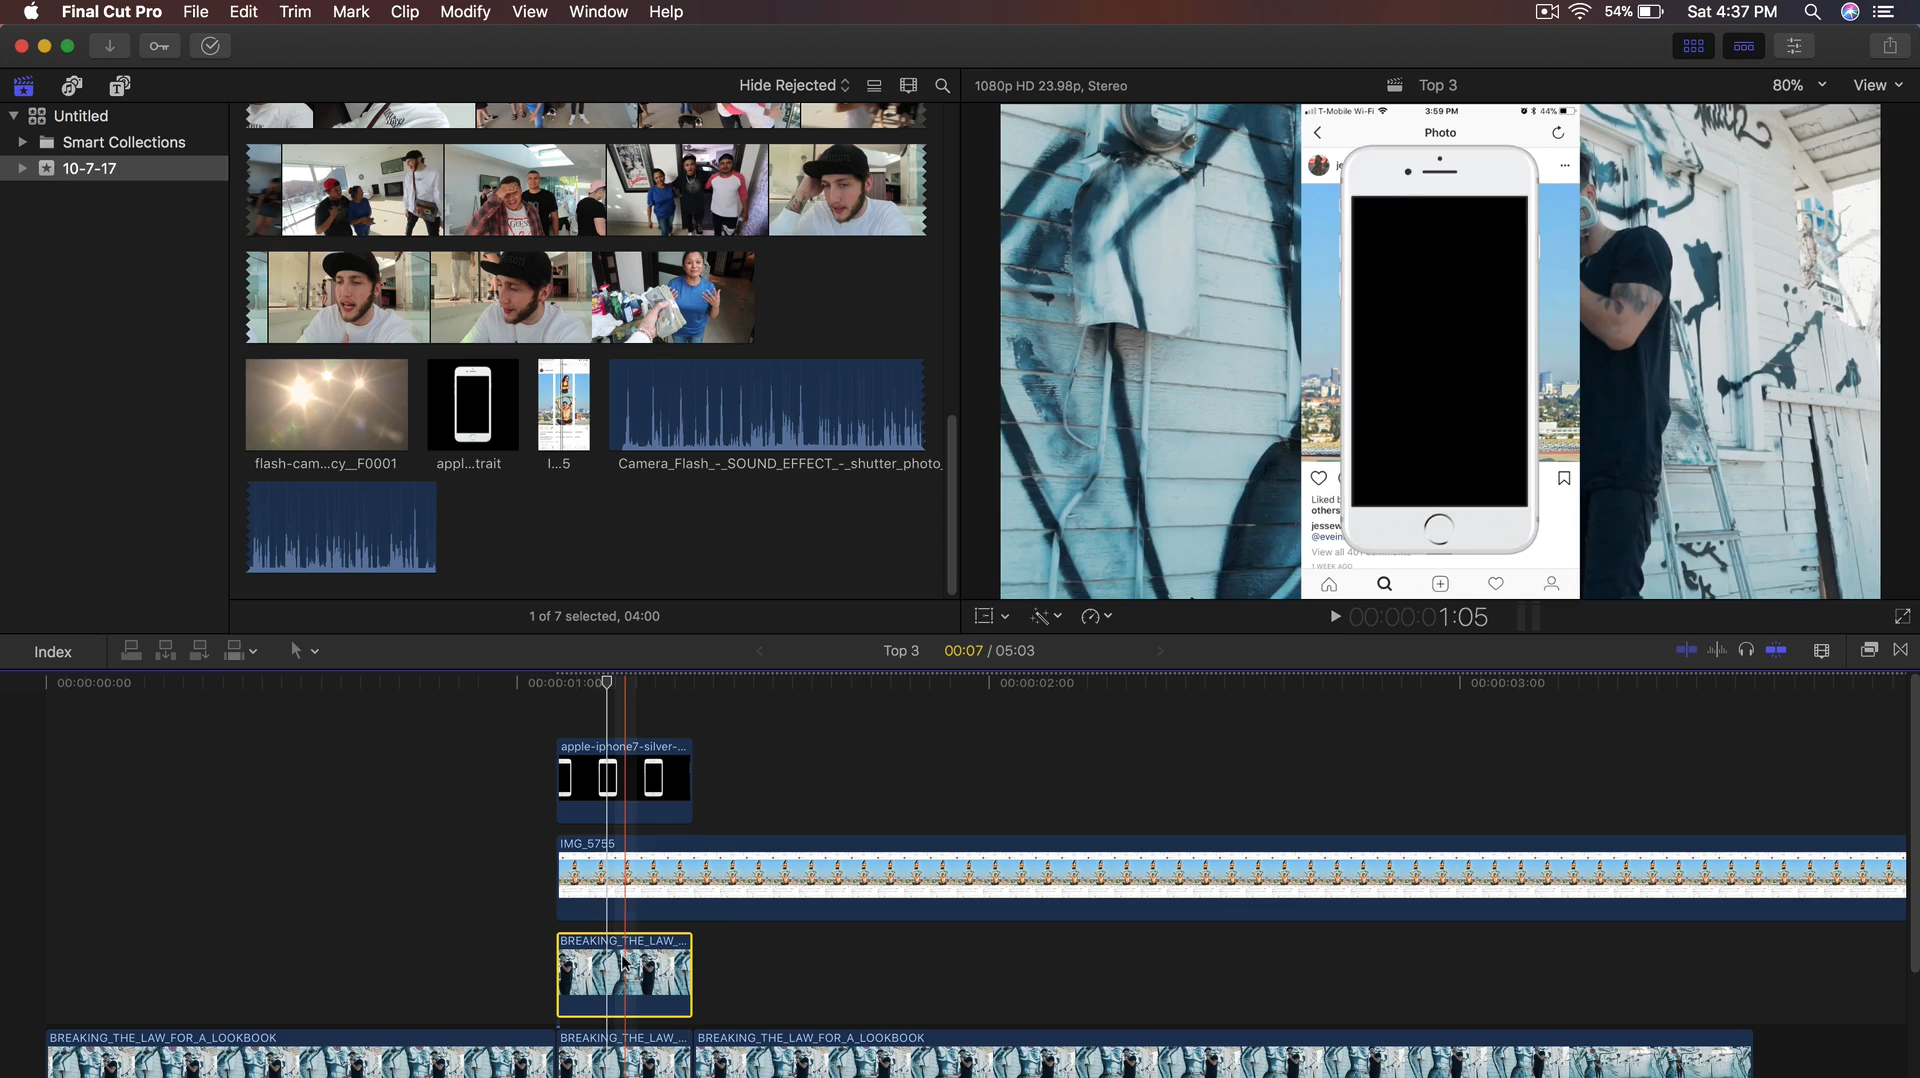 Final Cut Pro File Edit Trim Mark Clip Modify View Window Help
54% Sat 4:37 PM
Hide Rejected
1080p HD 23.98p, Stereo
Top 3
80%
View
Untitled
Smart Collections
10-7-17
T-Mobile Wi-Fi 3:59 PM 44%
Photo
je
Liked b
others
jessew
@evein
View all 40
1 WEEK AGO
flash-cam...cy__F0001
appl...trait
I...5
Camera_Flash_-_SOUND_EFFECT_-_shutter_photo_
1 of 7 selected, 04:00
00:00:01:05
Index
Top 3
00:07 / 05:03
00:00:00:00
00:00:01:00
00:00:02:00
00:00:03:00
apple-iphone7-silver-...
IMG_5755
BREAKING_THE_LAW_...
BREAKING_THE_LAW_FOR_A_LOOKBOOK
BREAKING_THE_LAW_...
BREAKING_THE_LAW_FOR_A_LOOKBOOK